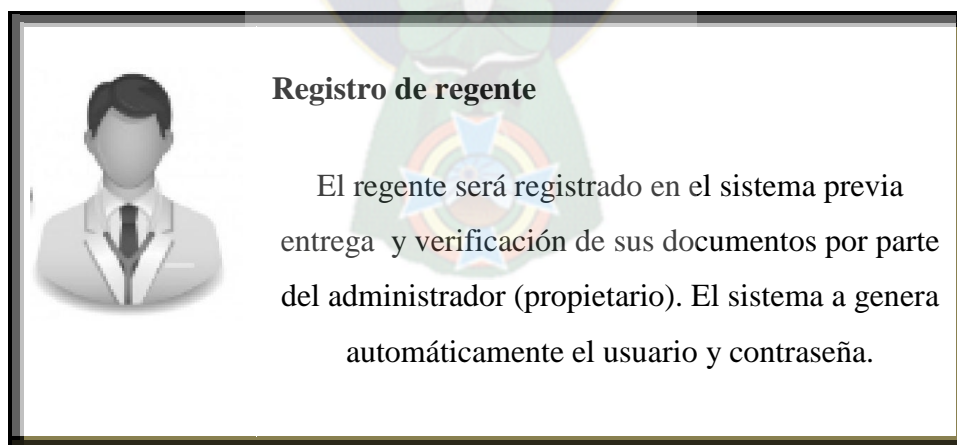 Registro de regente
El regente será registrado en el sistema previa
entrega y verificación de sus documentos por parte
del administrador (propietario). El sistema a genera
automáticamente el usuario y contraseña.